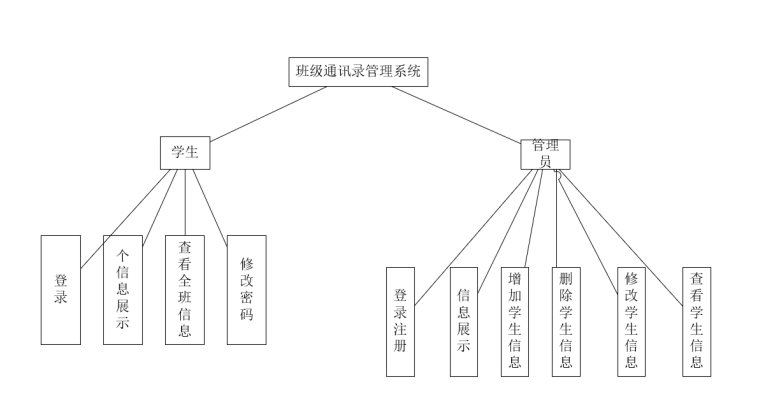 班级通讯录管理系统
学生
管理
员
登录
个信息展示
查看全班信息
修改密码
登录注册
信息展示
增加学生信息
删除学生信息
修改学生信息
查看学生信息